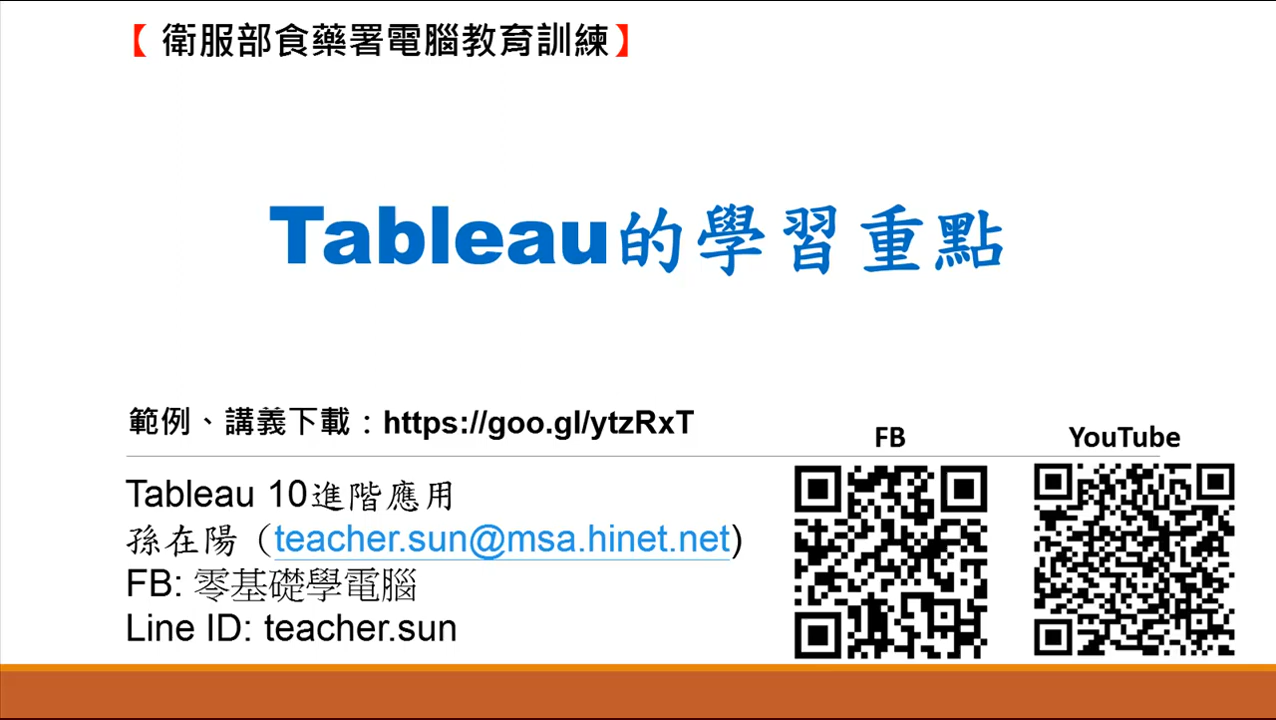 【 衛服部食藥署電腦教育訓練】
Tableau的學習重點
範例、講義下載：https://goo.gl/ytzRxT
FB
YouTube
Tableau 10進階應用
孫在陽（teacher.sun@msa.hinet.net)
FB: 零基礎學電腦
Line ID: teacher.sun